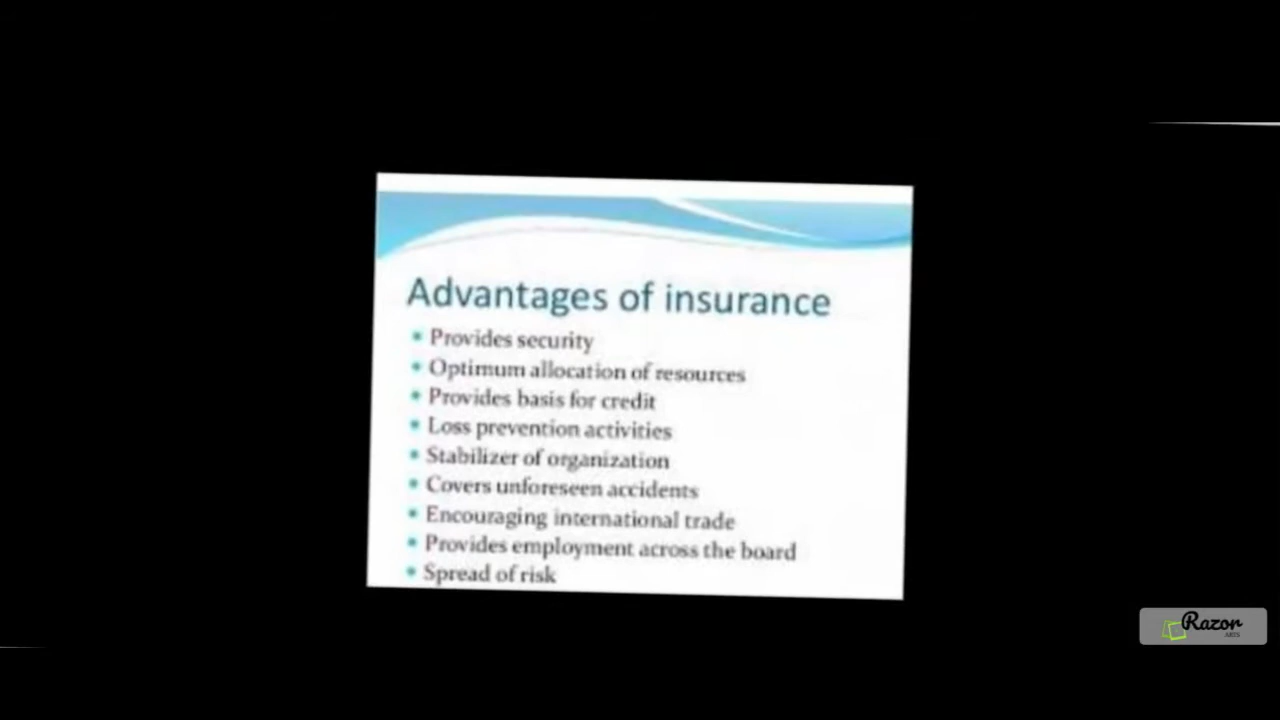 Advantages of insurance
Provides security
Optimum allocation of resources
Provides basis for credit
Loss prevention activities
Stabilizer of organization
Covers unforeseen accidents
Encouraging international trade
Provides employment across the board
Spread of risk
Razor
ARTS